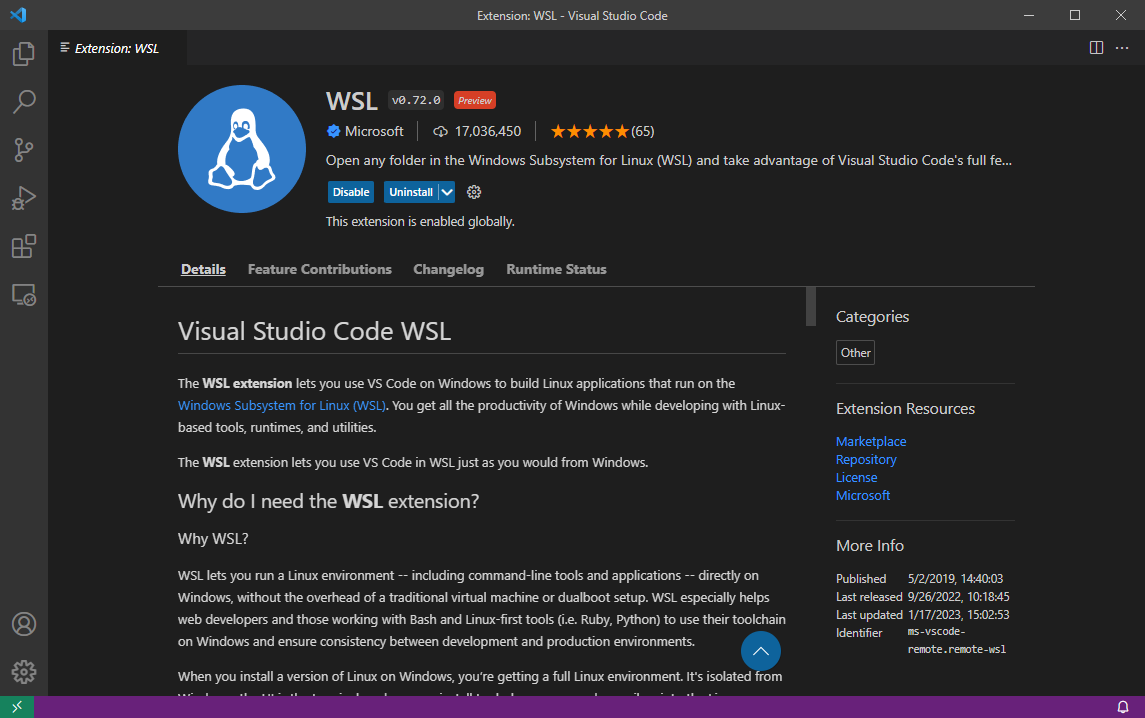 Extension: WSL - Visual Studio Code
Extension: WSL
WSL v0.72.0 Preview
Microsoft 17,036,450 (65)
Open any folder in the Windows Subsystem for Linux (WSL) and take advantage of Visual Studio Code's full fe...
Disable Uninstall
This extension is enabled globally.
Details Feature Contributions Changelog Runtime Status
Visual Studio Code WSL
The WSL extension lets you use VS Code on Windows to build Linux applications that run on the
Windows Subsystem for Linux (WSL). You get all the productivity of Windows while developing with Linux-
based tools, runtimes, and utilities.
The WSL extension lets you use VS Code in WSL just as you would from Windows.
Why do I need the WSL extension?
Why WSL?
WSL lets you run a Linux environment -- including command-line tools and applications -- directly on
Windows, without the overhead of a traditional virtual machine or dualboot setup. WSL especially helps
web developers and those working with Bash and Linux-first tools (i.e. Ruby, Python) to use their toolchain
on Windows and ensure consistency between development and production environments.
When you install a version of Linux on Windows, you're getting a full Linux environment. It's isolated from
Categories
Other
Extension Resources
Marketplace
Repository
License
Microsoft
More Info
Published 5/2/2019, 14:40:03
Last released 9/26/2022, 10:18:45
Last updated 1/17/2023, 15:02:53
Identifier ms-vscode-
remote.remote-wsl